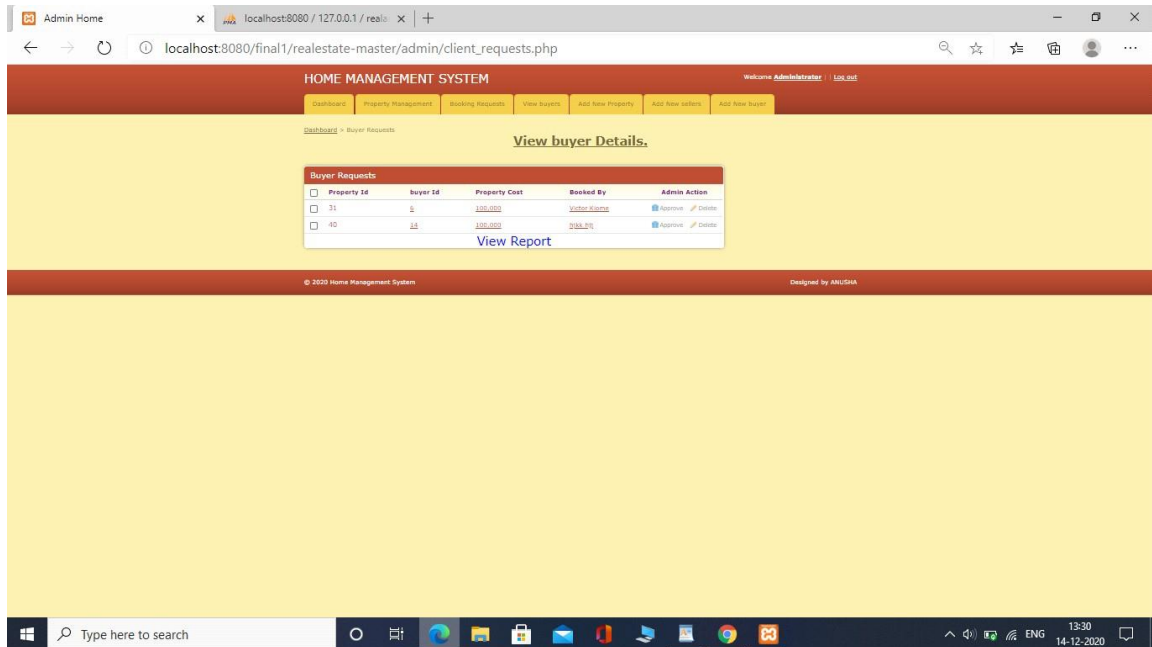 Admin Home
localhost:8080 / 127.0.0.1 / reala
localhost:8080/final1/realestate-master/admin/client_requests.php
HOME MANAGEMENT SYSTEM
Welcome Administrator | | Log out
Dashboard Property Management Booking Requests View buyers Add New Property Add New sellers Add New buyer
Dashboard > Buyer Requests
View buyer Details.
Buyer Requests
Property Id buyer Id Property Cost Booked By Admin Action
31 6 100,000 Victor Kiome Approve Delete
40 14 100,000 Approve Delete
View Report
© 2020 Home Management System Designed by ANUSHA
Type here to search
ENG
13:30
14-12-2020